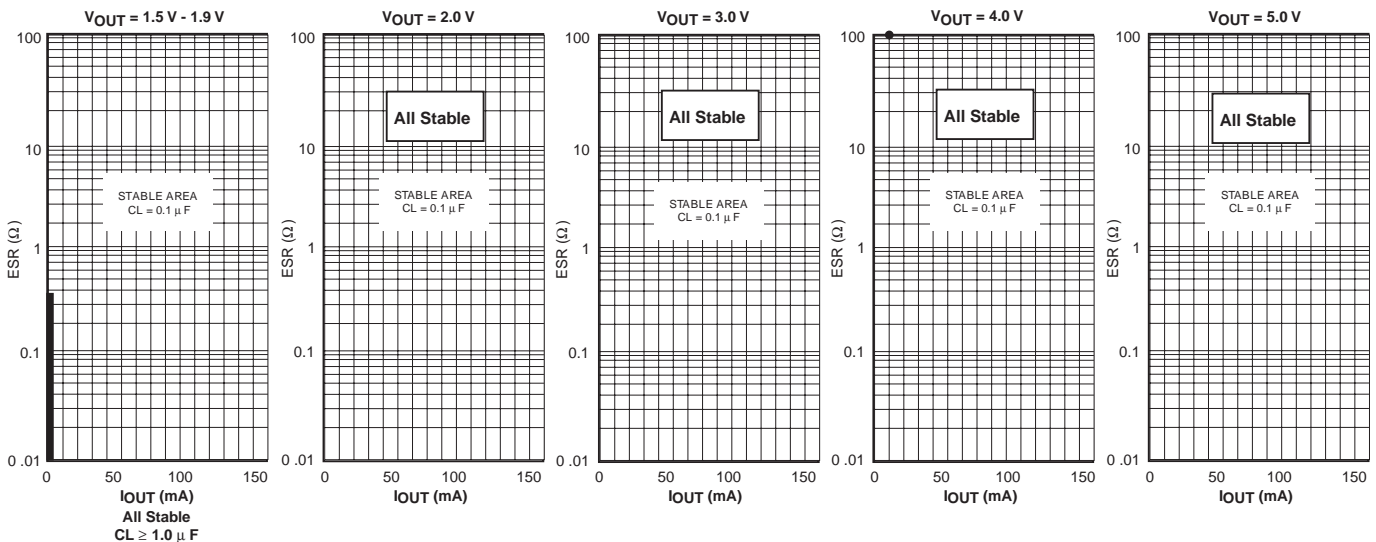 VOUT = 1.5 V - 1.9 V
100
10
1
0.1
0.01
ESR (Ω)
STABLE AREA
CL = 0.1 µ F
0 50 100 150
IOUT (mA)
All Stable
CL ≥ 1.0 µ F
VOUT = 2.0 V
100
10
1
0.1
0.01
ESR (Ω)
All Stable
STABLE AREA
CL = 0.1 µ F
0 50 100 150
IOUT (mA)
VOUT = 3.0 V
100
10
1
0.1
0.01
ESR (Ω)
All Stable
STABLE AREA
CL = 0.1 µ F
0 50 100 150
IOUT (mA)
VOUT = 4.0 V
100
10
1
0.1
0.01
ESR (Ω)
All Stable
STABLE AREA
CL = 0.1 µ F
0 50 100 150
IOUT (mA)
VOUT = 5.0 V
100
10
1
0.1
0.01
ESR (Ω)
All Stable
STABLE AREA
CL = 0.1 µ F
0 50 100 150
IOUT (mA)